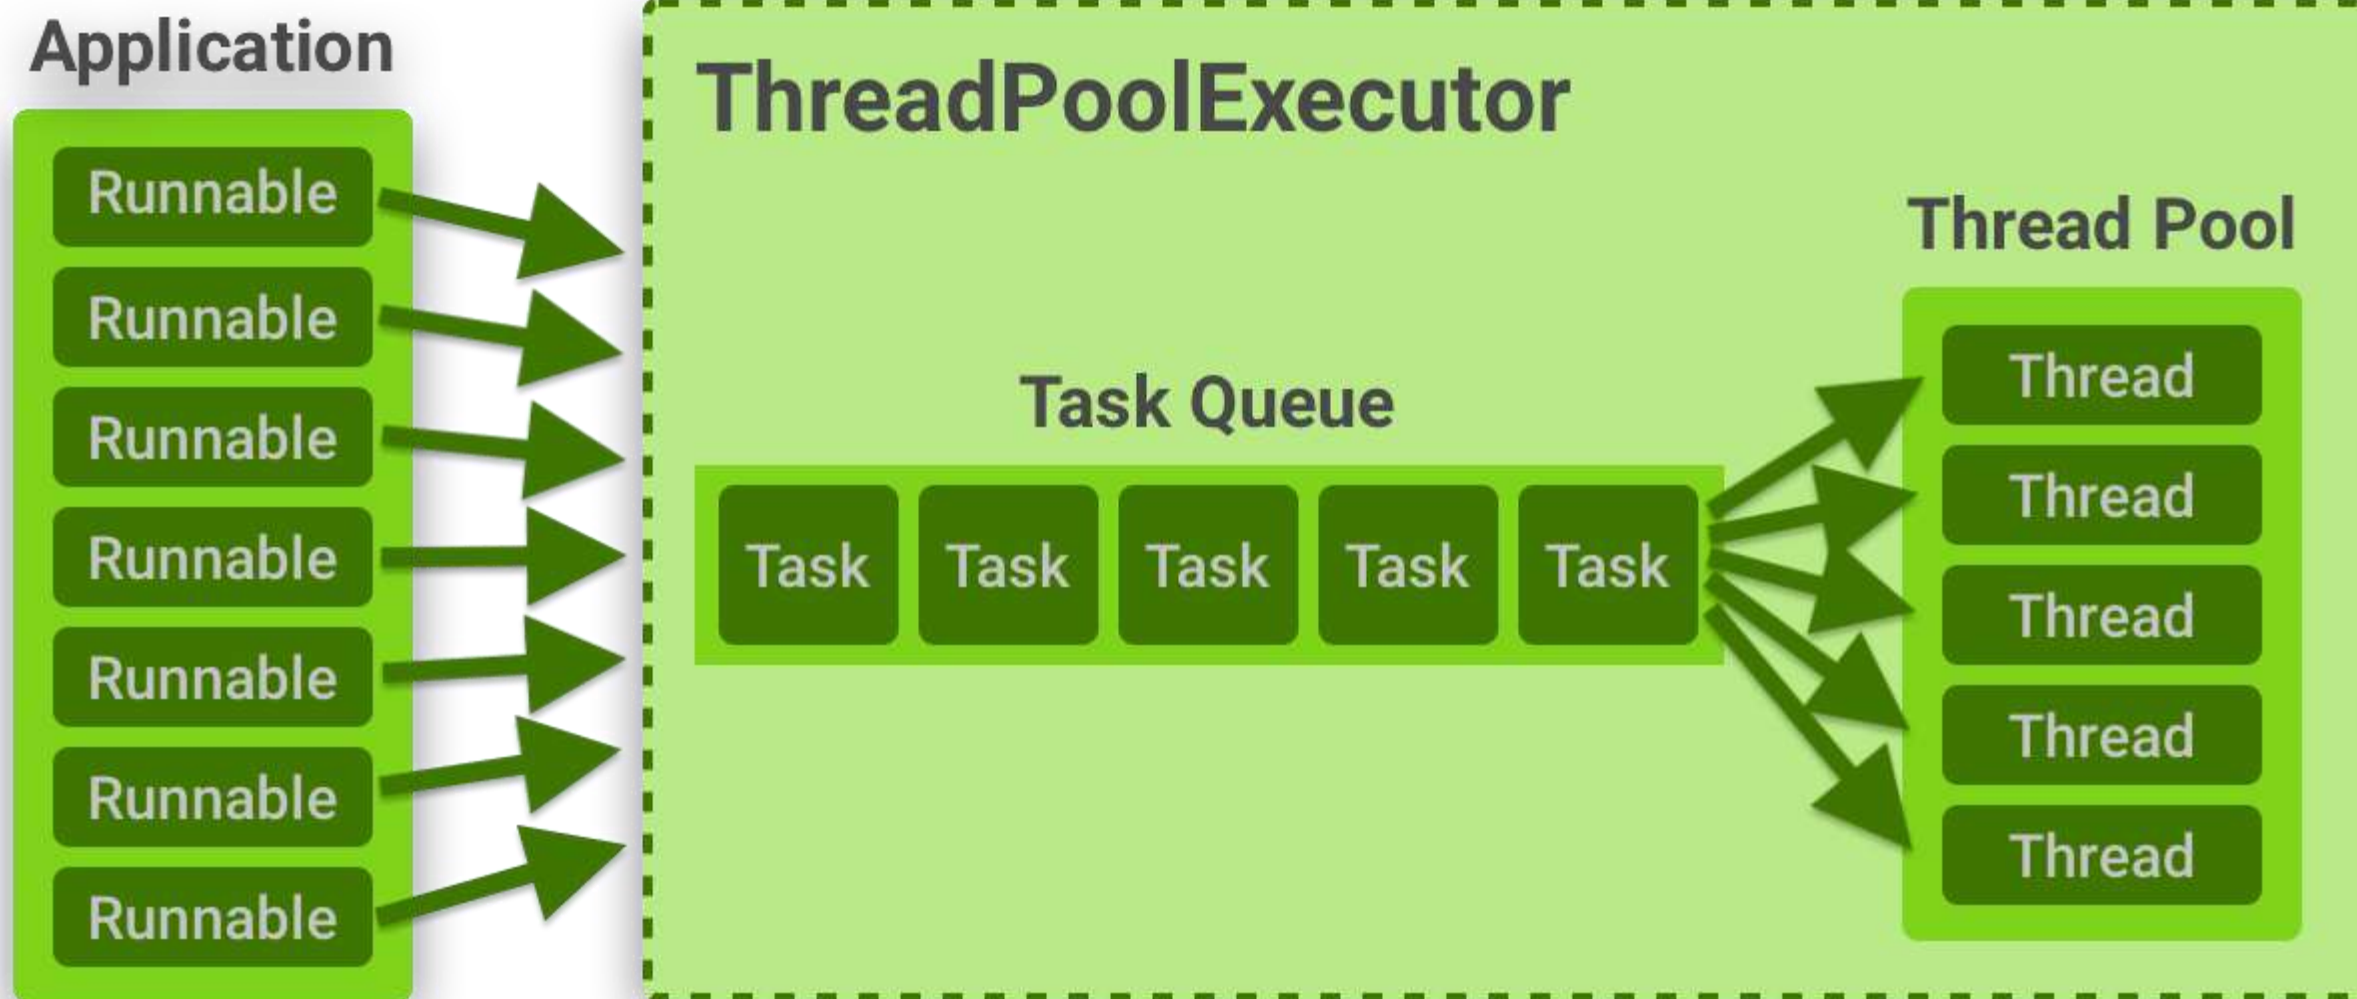 Application
Runnable
Runnable
Runnable
Runnable
Runnable
Runnable
Runnable
ThreadPoolExecutor
Task Queue
Task Task Task Task Task
Thread Pool
Thread
Thread
Thread
Thread
Thread